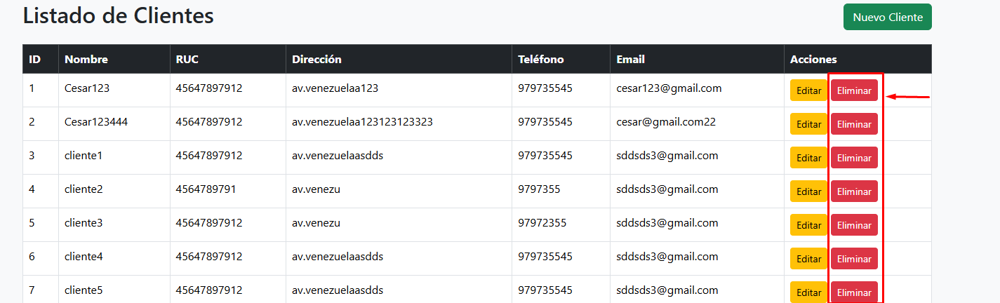 Listado de Clientes
Nuevo Cliente
ID Nombre RUC Dirección Teléfono Email Acciones
1 Cesar123 45647897912 av.venezuelaa123 979735545 cesar123@gmail.com Editar Eliminar
2 Cesar123444 45647897912 av.venezuelaa123123123323 979735545 cesar@gmail.com22 Editar Eliminar
3 cliente1 45647897912 av.venezuelaasdds 979735545 sddsds3@gmail.com Editar Eliminar
4 cliente2 4564789791 av.venezu 9797355 sddsds3@gmail.com Editar Eliminar
5 cliente3 45647897912 av.venezu 97972355 sddsds3@gmail.com Editar Eliminar
6 cliente4 45647897912 av.venezuelaasdds 979735545 sddsds3@gmail.com Editar Eliminar
7 cliente5 45647897912 av.venezuelaasdds 979735545 sddsds3@gmail.com Editar Eliminar